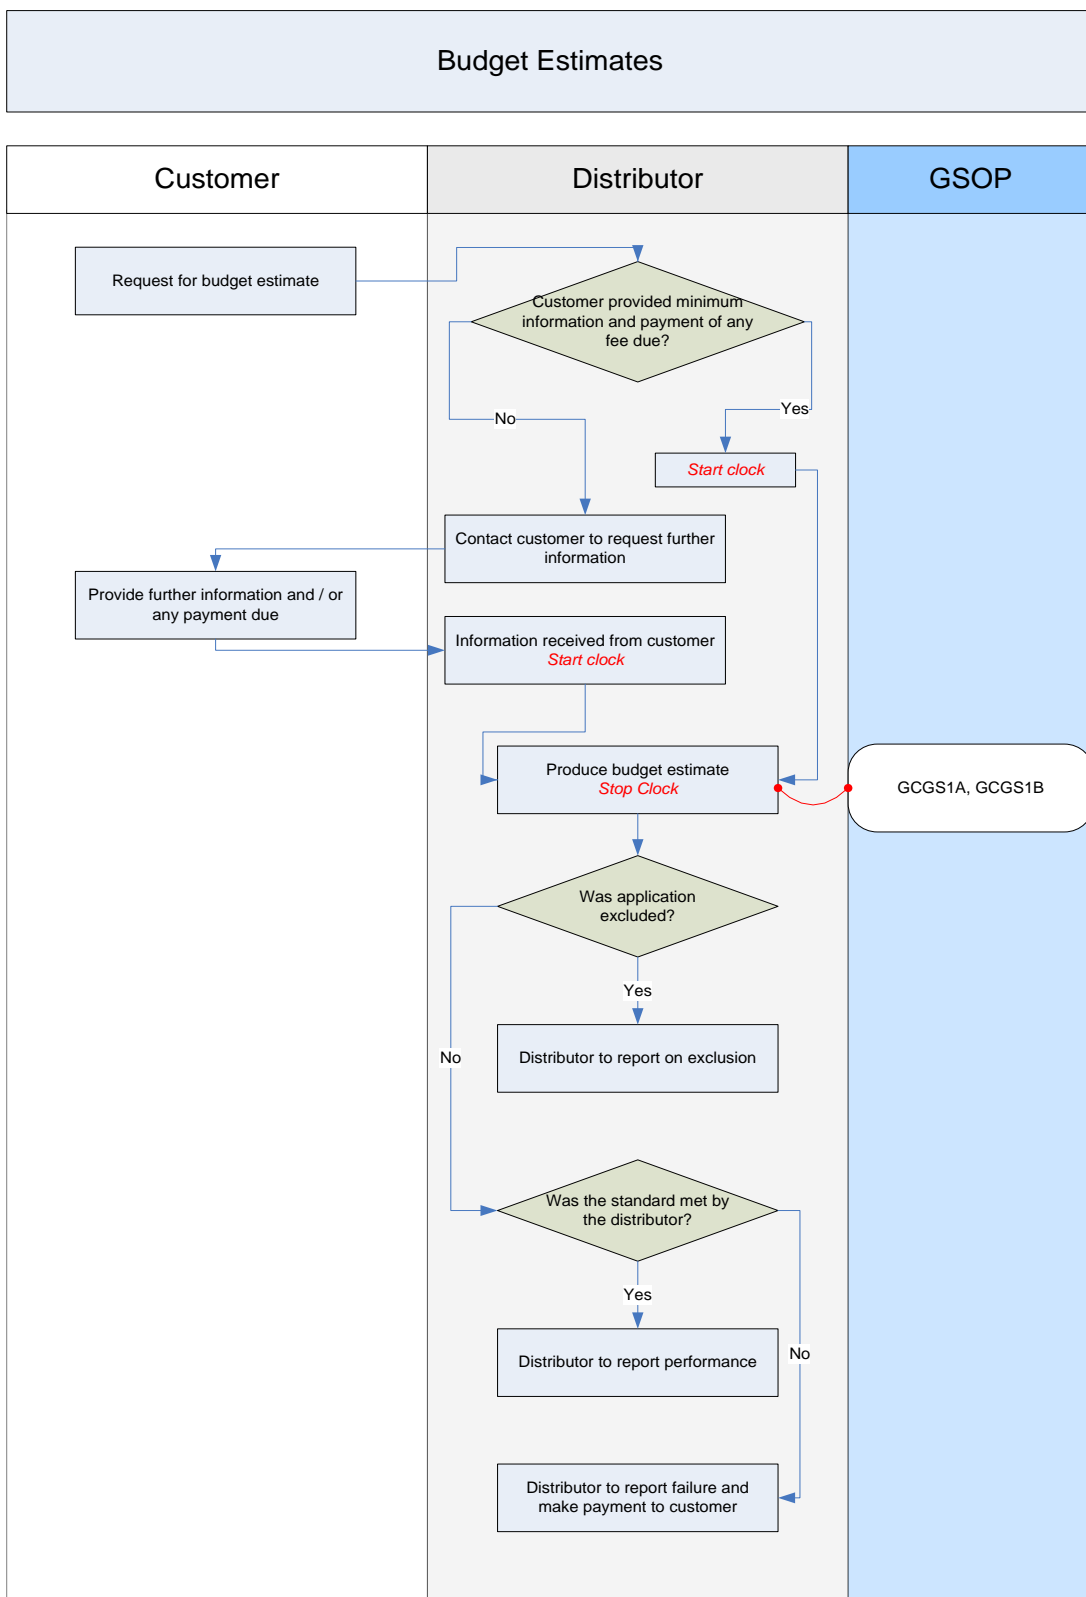 Budget Estimates
Customer
Distributor
GSOP
Request for budget estimate
Customer provided minimum
information and payment of any
fee due?
Yes
No
Start clock
Contact customer to request further
information
Provide further information and / or
any payment due
Information received from customer
Start clock
Produce budget estimate
Stop Clock
GCGS1A, GCGS1B
Was application
excluded?
Yes
No
Distributor to report on exclusion
Was the standard met by
the distributor?
Yes
No
Distributor to report performance
Distributor to report failure and
make payment to customer